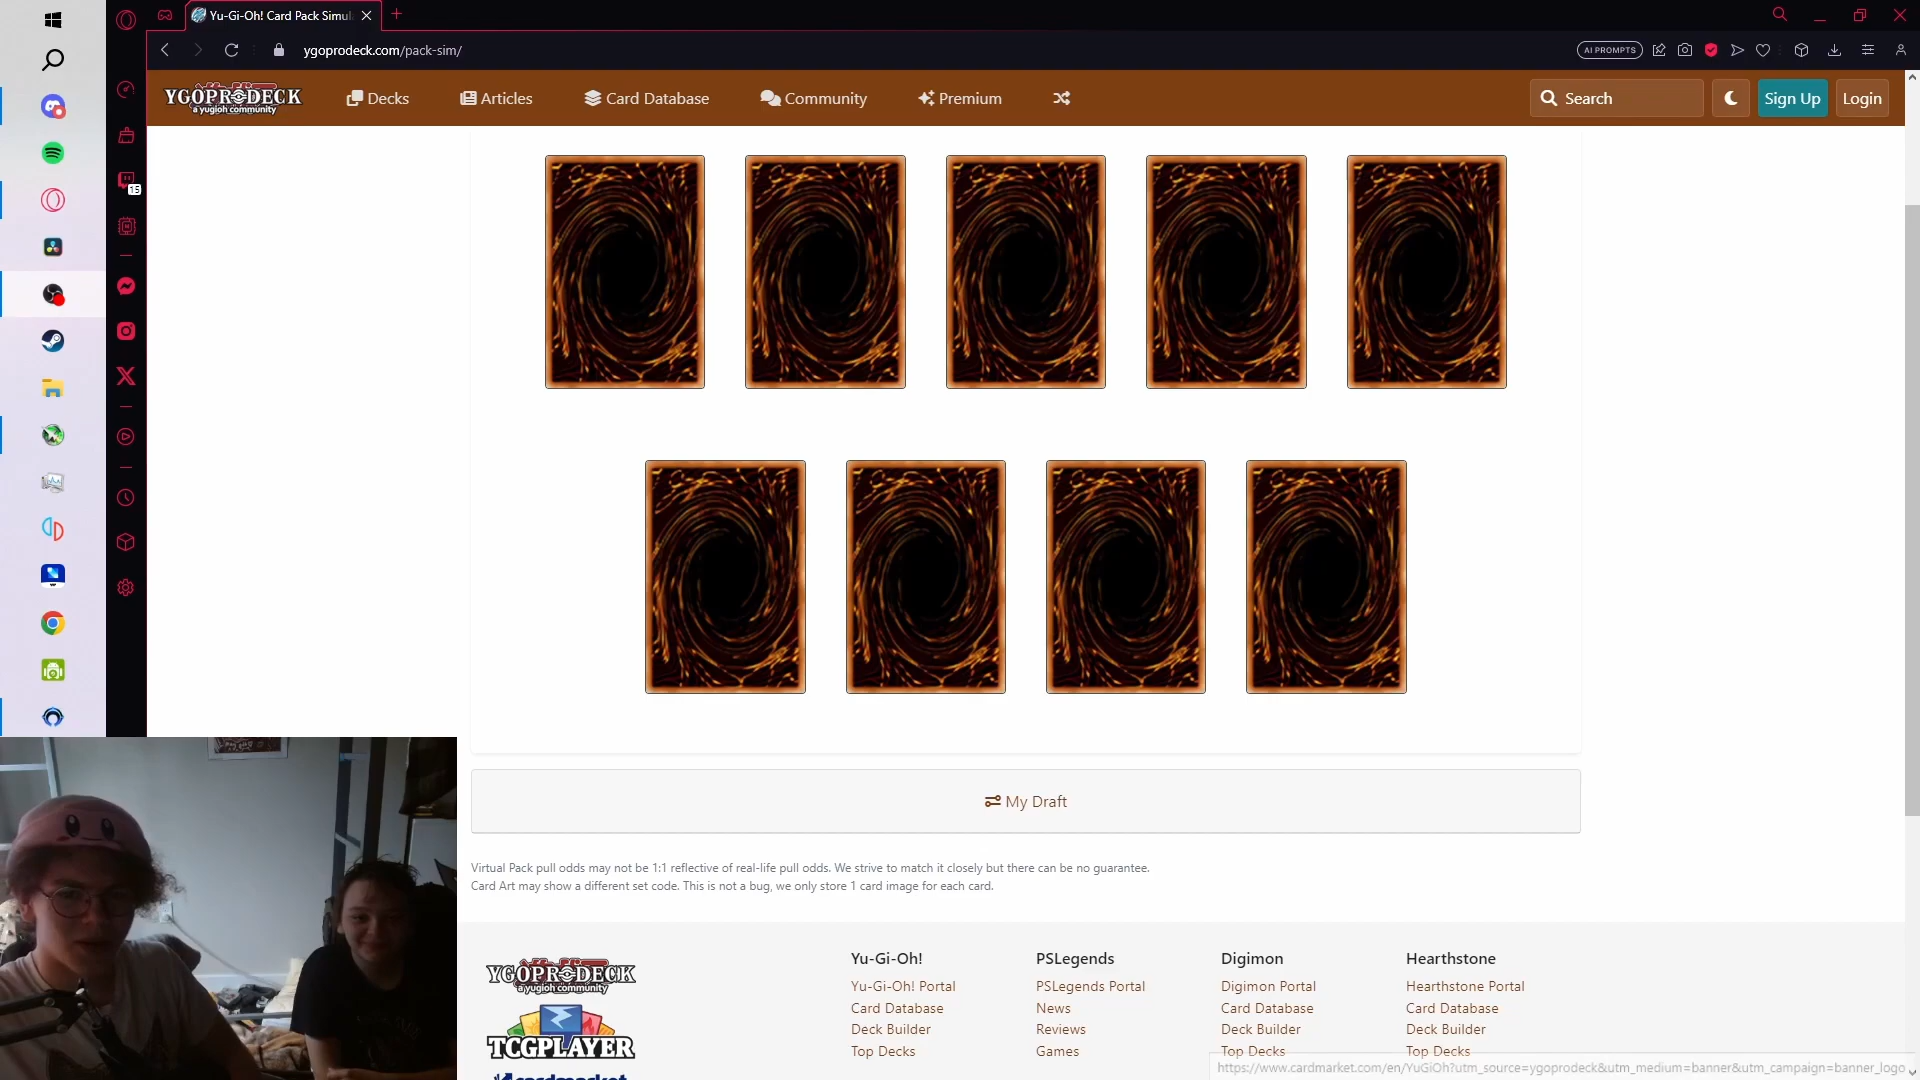 Yu-Gi-Oh! Card Pack Simul
ygoprodeck.com/pack-sim/
AI PROMPTS
YGOPRODECK
a yugioh community
Decks
Articles
Card Database
Community
Premium
Search
Sign Up
Login
15
My Draft
Virtual Pack pull odds may not be 1:1 reflective of real-life pull odds. We strive to match it closely but there can be no guarantee.
Card Art may show a different set code. This is not a bug, we only store 1 card image for each card.
YGOPRODECK
a yugioh community
TCGPLAYER
cardmarket
Yu-Gi-Oh!
Yu-Gi-Oh! Portal
Card Database
Deck Builder
Top Decks
PSLegends
PSLegends Portal
News
Reviews
Games
Digimon
Digimon Portal
Card Database
Deck Builder
Top Decks
Hearthstone
Hearthstone Portal
Card Database
Deck Builder
Top Decks
https://www.cardmarket.com/en/YuGiOh?utm_source=ygoprodeck&utm_medium=banner&utm_campaign=banner_logo